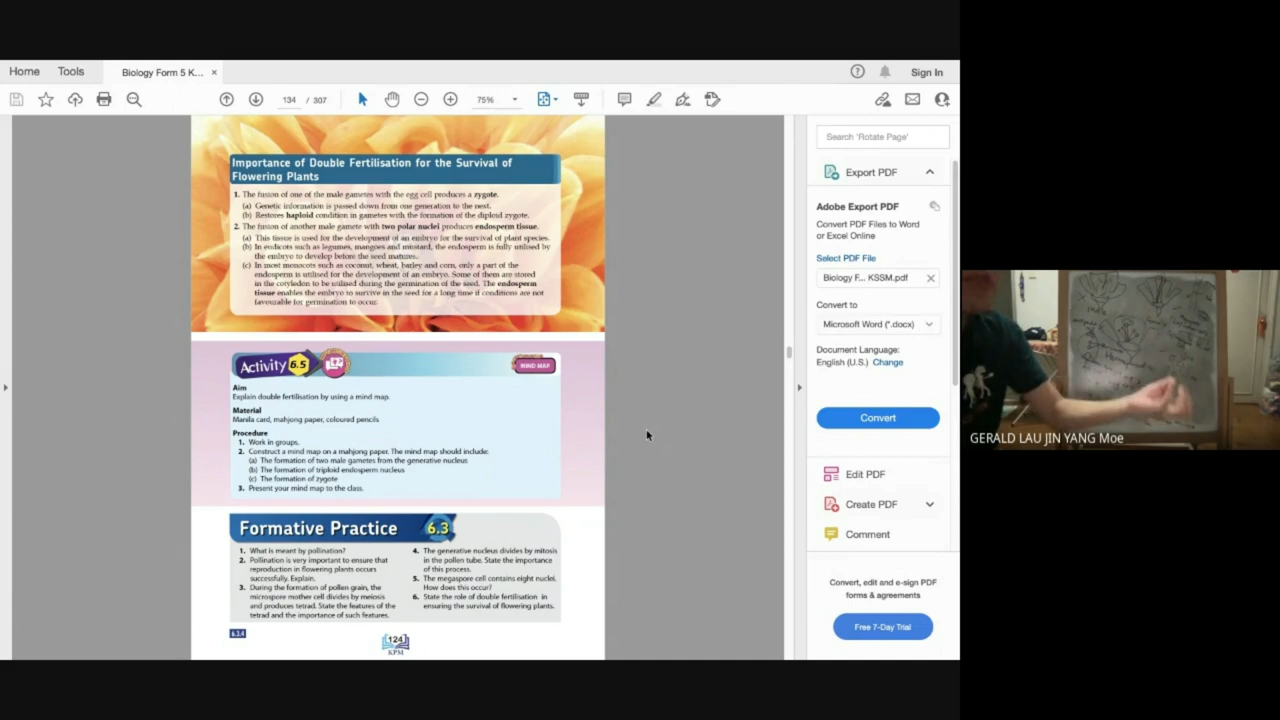 Home Tools Biology Form 5 K... × Sign In
134 / 307 75%
Importance of Double Fertilisation for the Survival of
Flowering Plants
1. The fusion of one of the male gametes with the egg cell produces a zygote.
(a) Genetic information is passed down from one generation to the next.
(b) Restores haploid condition in gametes with the formation of the diploid zygote.
2. The fusion of another male gamete with two polar nuclei produces endosperm tissue.
(a) This tissue is used for the development of an embryo for the survival of plant species.
(b) In eudicots such as legumes, mangoes and mustard, the endosperm is fully utilised by
the embryo to develop before the seed matures.
(c) In most monocots such as coconut, wheat, barley and corn, only a part of the
endosperm is utilised for the development of an embryo. Some of them are stored
in the cotyledon to be utilised during the germination of the seed. The endosperm
tissue enables the embryo to survive in the seed for a long time if conditions are not
favourable for germination to occur.
Activity 6.5 MIND MAP
Aim
Explain double fertilisation by using a mind map.
Material
Manila card, mahjong paper, coloured pencils
Procedure
1. Work in groups.
2. Construct a mind map on a mahjong paper. The mind map should include:
(a) The formation of two male gametes from the generative nucleus
(b) The formation of triploid endosperm nucleus
(c) The formation of zygote
3. Present your mind map to the class.
Formative Practice 6.3
1. What is meant by pollination?
2. Pollination is very important to ensure that
reproduction in flowering plants occurs
successfully. Explain.
3. During the formation of pollen grain, the
microspore mother cell divides by meiosis
and produces tetrad. State the features of the
tetrad and the importance of such features.
4. The generative nucleus divides by mitosis
in the pollen tube. State the importance
of this process.
5. The megaspore cell contains eight nuclei.
How does this occur?
6. State the role of double fertilisation in
ensuring the survival of flowering plants.
6.3.4
124
KPM
Search 'Rotate Page'
Export PDF
Adobe Export PDF
Convert PDF Files to Word
or Excel Online
Select PDF File
Biology F... KSSM.pdf
Convert to
Microsoft Word (*.docx)
Document Language:
English (U.S.) Change
Convert
Edit PDF
Create PDF
Comment
Convert, edit and e-sign PDF
forms & agreements
Free 7-Day Trial
GERALD LAU JIN YANG Moe